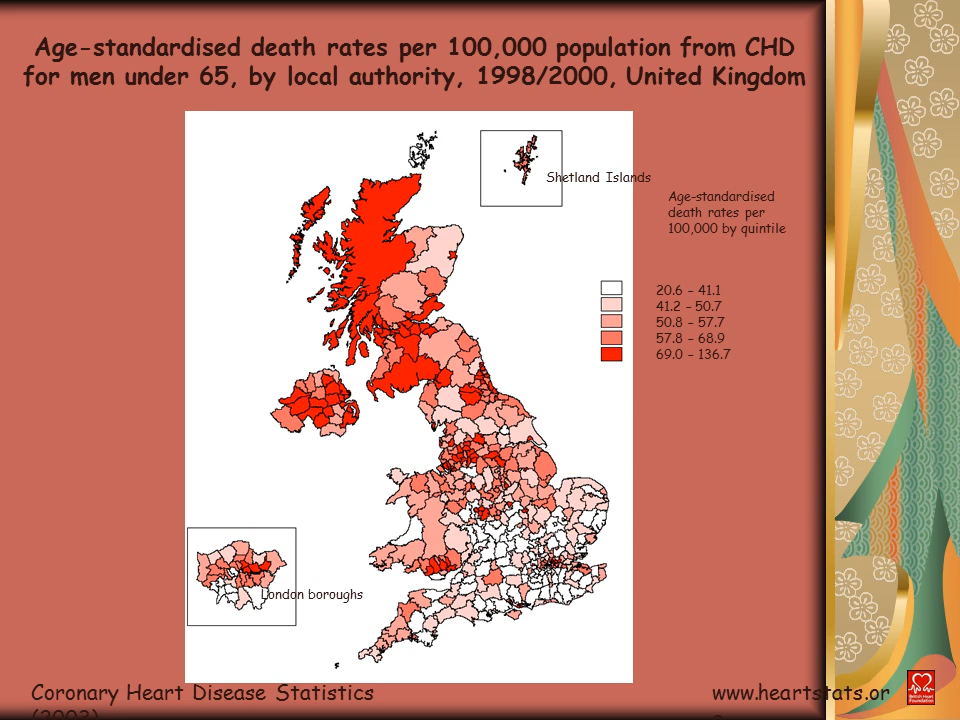 Age-standardised death rates per 100,000 population from CHD
for men under 65, by local authority, 1998/2000, United Kingdom
Shetland Islands
Age-standardised
death rates per
100,000 by quintile
20.6 – 41.1
41.2 – 50.7
50.8 – 57.7
57.8 – 68.9
69.0 – 136.7
London boroughs
Coronary Heart Disease Statistics
www.heartstats.or
British Heart
Foundation